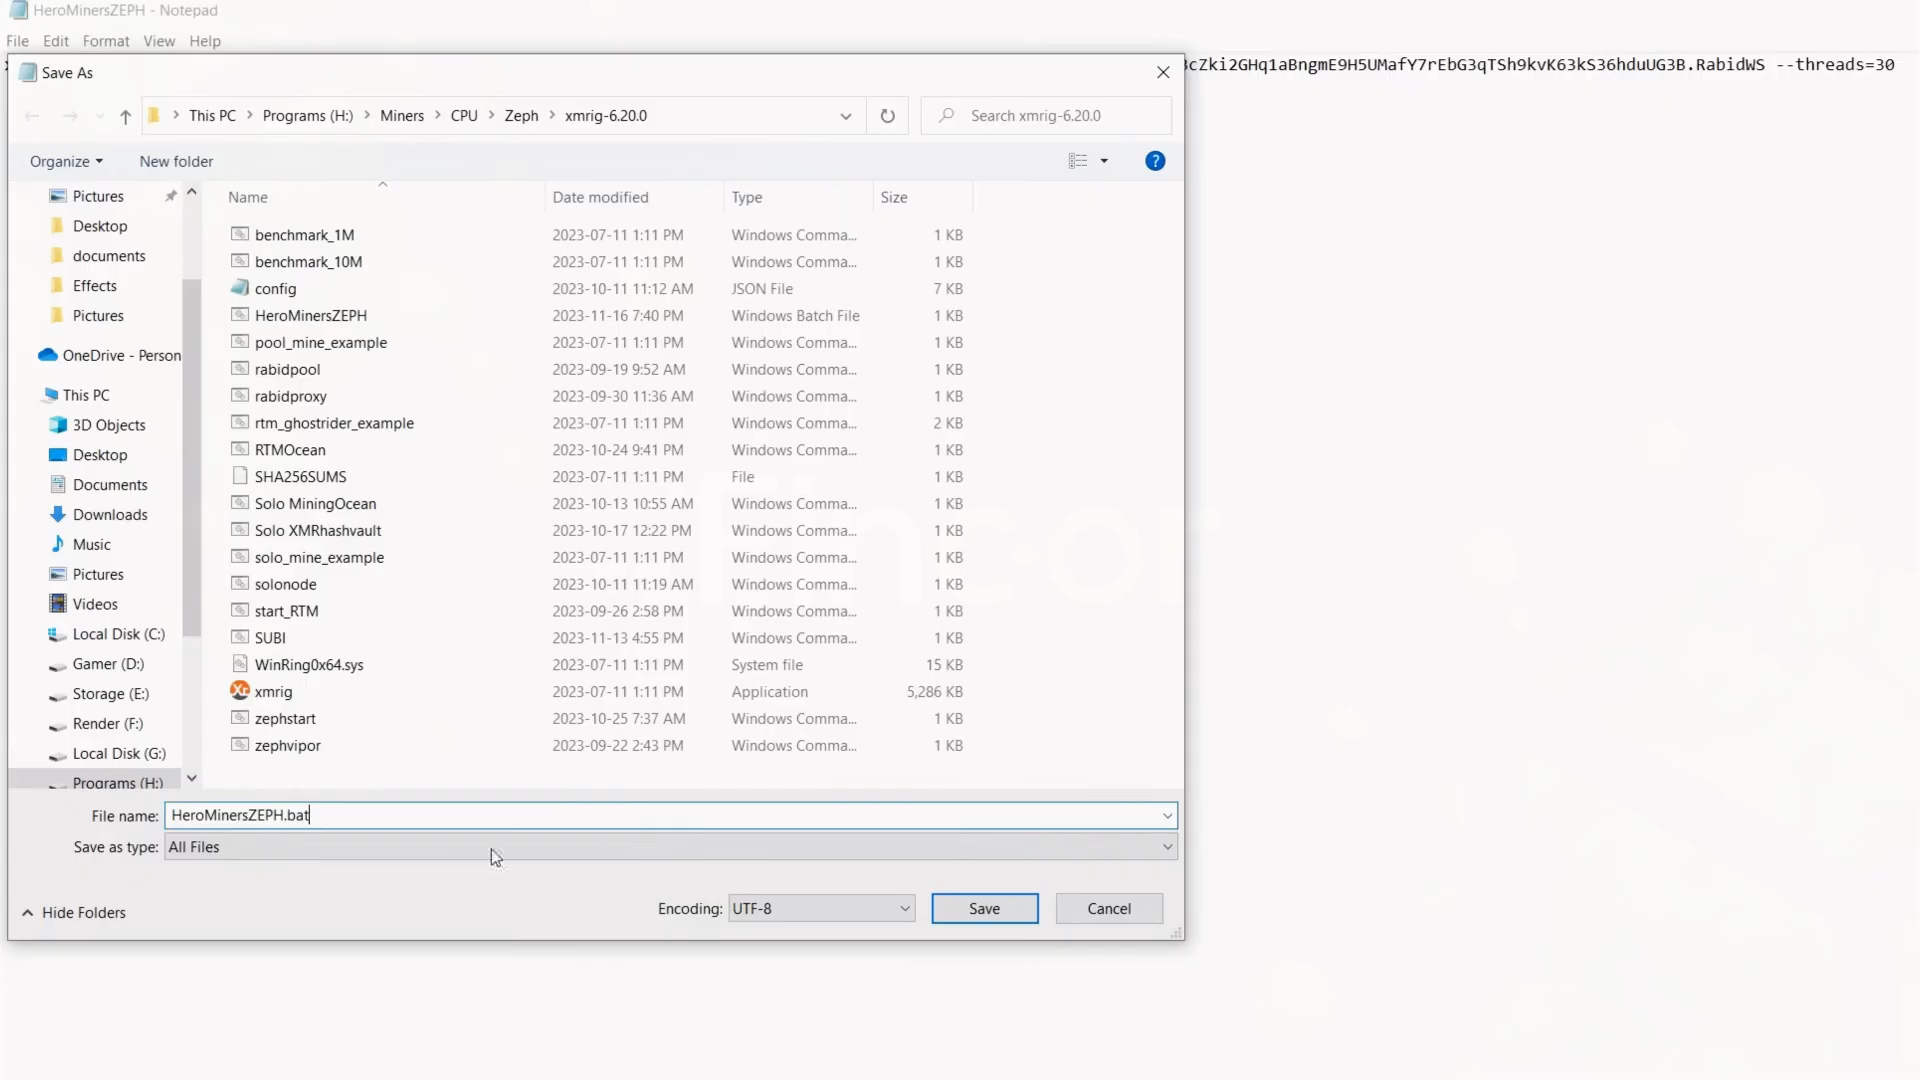 HeroMinersZEPH - Notepad
File Edit Format View Help
cZki2GHq1aBngmE9H5UMafY7rEbG3qTSh9kvK63kS36hduUG3B.RabidWS --threads=30
Save As
This PC > Programs (H:) > Miners > CPU > Zeph > xmrig-6.20.0
Search xmrig-6.20.0
Organize New folder
Name Date modified Type Size
benchmark_1M 2023-07-11 1:11 PM Windows Comma... 1 KB
benchmark_10M 2023-07-11 1:11 PM Windows Comma... 1 KB
config 2023-10-11 11:12 AM JSON File 7 KB
HeroMinersZEPH 2023-11-16 7:40 PM Windows Batch File 1 KB
pool_mine_example 2023-07-11 1:11 PM Windows Comma... 1 KB
rabidpool 2023-09-19 9:52 AM Windows Comma... 1 KB
rabidproxy 2023-09-30 11:36 AM Windows Comma... 1 KB
rtm_ghostrider_example 2023-07-11 1:11 PM Windows Comma... 2 KB
RTMOcean 2023-10-24 9:41 PM Windows Comma... 1 KB
SHA256SUMS 2023-07-11 1:11 PM File 1 KB
Solo MiningOcean 2023-10-13 10:55 AM Windows Comma... 1 KB
Solo XMRhashvault 2023-10-17 12:22 PM Windows Comma... 1 KB
solo_mine_example 2023-07-11 1:11 PM Windows Comma... 1 KB
solonode 2023-10-11 11:19 AM Windows Comma... 1 KB
start_RTM 2023-09-26 2:58 PM Windows Comma... 1 KB
SUBI 2023-11-13 4:55 PM Windows Comma... 1 KB
WinRing0x64.sys 2023-07-11 1:11 PM System file 15 KB
xmrig 2023-07-11 1:11 PM Application 5,286 KB
zephstart 2023-10-25 7:37 AM Windows Comma... 1 KB
zephvipor 2023-09-22 2:43 PM Windows Comma... 1 KB
Pictures
Desktop
documents
Effects
Pictures
OneDrive - Person
This PC
3D Objects
Desktop
Documents
Downloads
Music
Pictures
Videos
Local Disk (C:)
Gamer (D:)
Storage (E:)
Render (F:)
Local Disk (G:)
Programs (H:)
File name: HeroMinersZEPH.bat
Save as type: All Files
Hide Folders
Encoding: UTF-8
Save
Cancel